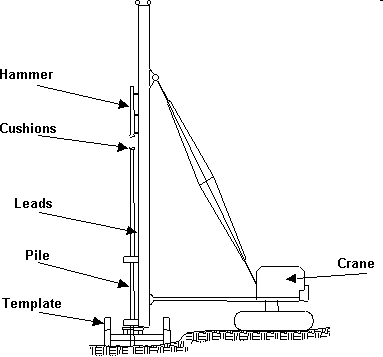 Hammer
Cushions
Leads
Pile
Crane
Template